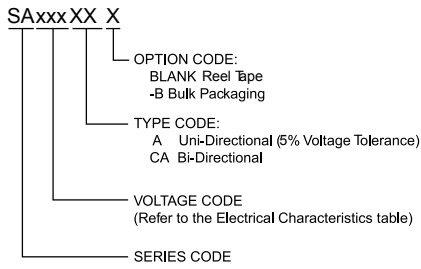 SAxxxXX X
OPTION CODE:
BLANK Reel Tape
-B Bulk Packaging
TYPE CODE:
A Uni-Directional (5% Voltage Tolerance)
CA Bi-Directional
VOLTAGE CODE
(Refer to the Electrical Characteristics table)
SERIES CODE